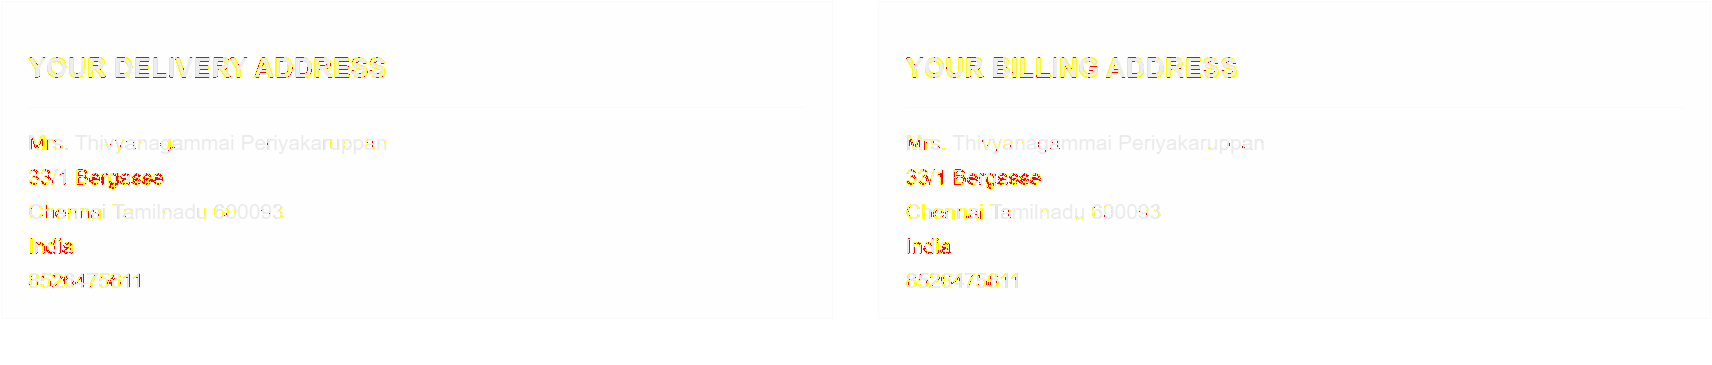 YOUR DELIVERY ADDRESS
Mrs. Thivyanagammai Periyakaruppan
33/1 Bergasse
Chennai Tamilnadu 600093
India
8526475611
YOUR BILLING ADDRESS
Mrs. Thivyanagammai Periyakaruppan
33/1 Bergasse
Chennai Tamilnadu 600093
India
8526475611